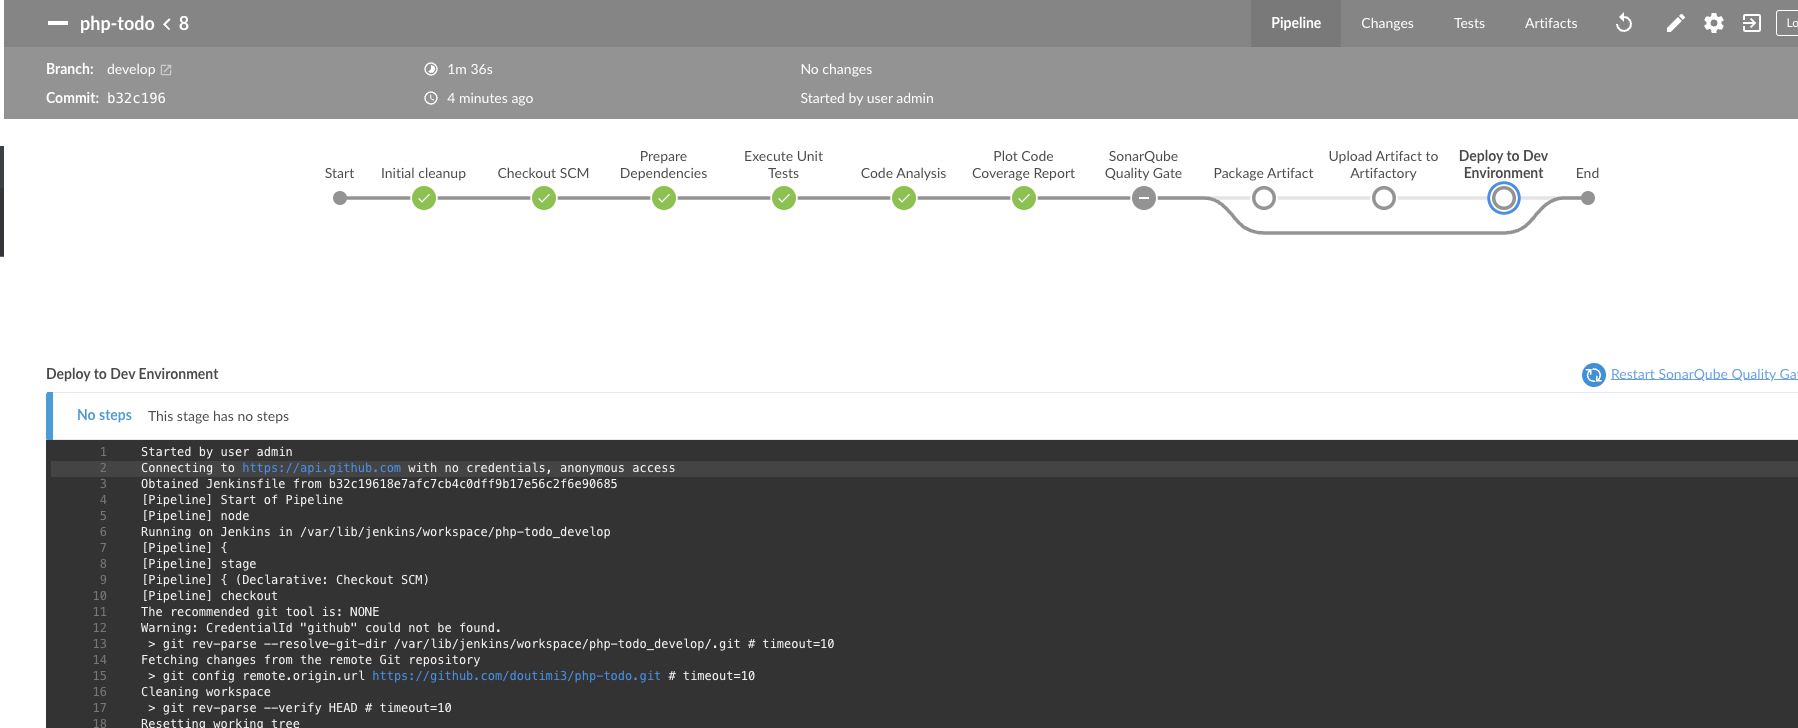 php-todo < 8
Pipeline Changes Tests Artifacts Lo
Branch: develop
1m 36s
No changes
Commit: b32c196
4 minutes ago
Started by user admin
Start
Initial cleanup
Checkout SCM
Prepare
Dependencies
Execute Unit
Tests
Code Analysis
Plot Code
Coverage Report
SonarQube
Quality Gate
Package Artifact
Upload Artifact to
Artifactory
Deploy to Dev
Environment
End
Deploy to Dev Environment
Restart SonarQube Quality Ga
No steps This stage has no steps
1 Started by user admin
2 Connecting to https://api.github.com with no credentials, anonymous access
3 Obtained Jenkinsfile from b32c19618e7afc7cb4c0dff9b17e56c2f6e90685
4 [Pipeline] Start of Pipeline
5 [Pipeline] node
6 Running on Jenkins in /var/lib/jenkins/workspace/php-todo_develop
7 [Pipeline] {
8 [Pipeline] stage
9 [Pipeline] { (Declarative: Checkout SCM)
10 [Pipeline] checkout
11 The recommended git tool is: NONE
12 Warning: CredentialId "github" could not be found.
13 > git rev-parse --resolve-git-dir /var/lib/jenkins/workspace/php-todo_develop/.git # timeout=10
14 Fetching changes from the remote Git repository
15 > git config remote.origin.url https://github.com/doutimi3/php-todo.git # timeout=10
16 Cleaning workspace
17 > git rev-parse --verify HEAD # timeout=10
18 Resetting working tree